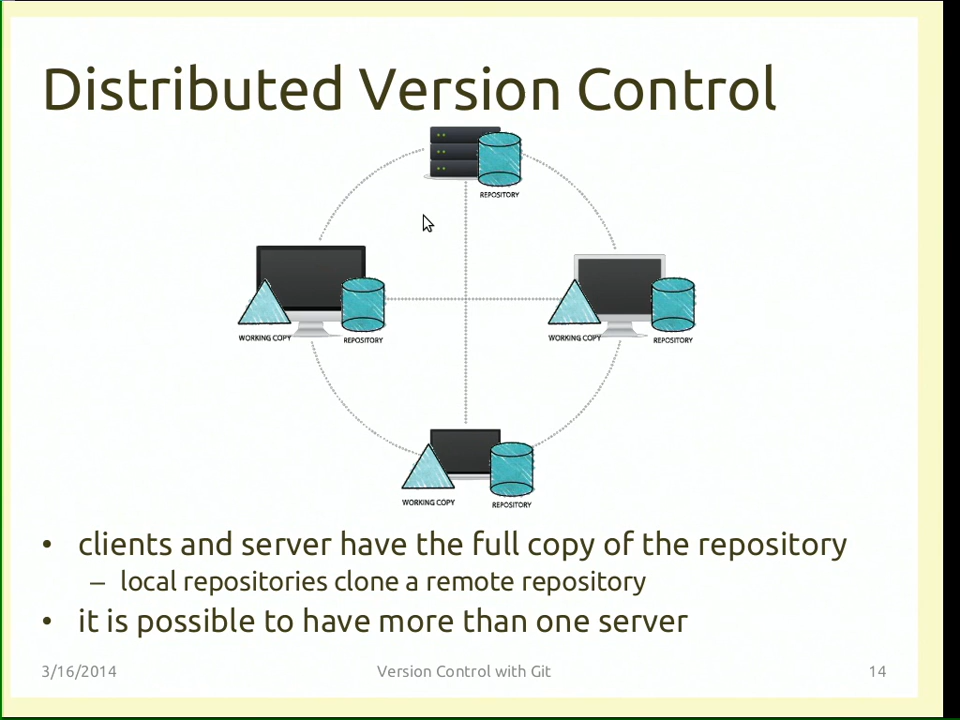 Distributed Version Control
REPOSITORY
WORKING COPY
REPOSITORY
WORKING COPY
REPOSITORY
WORKING COPY
REPOSITORY
• clients and server have the full copy of the repository
– local repositories clone a remote repository
• it is possible to have more than one server
3/16/2014
Version Control with Git
14